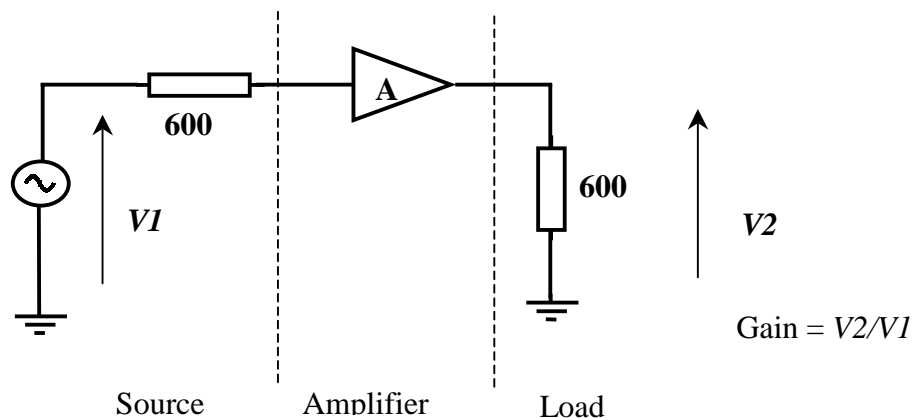 A
600
600
V1
V2
Gain = V2/V1
Source
Amplifier
Load